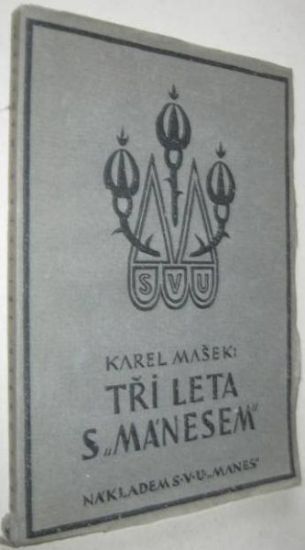 SVU
KAREL MAŠEK:
TŘI LETA
S „MÁNESEM“
NÁKLADEM S·V·U· „MÁNES“